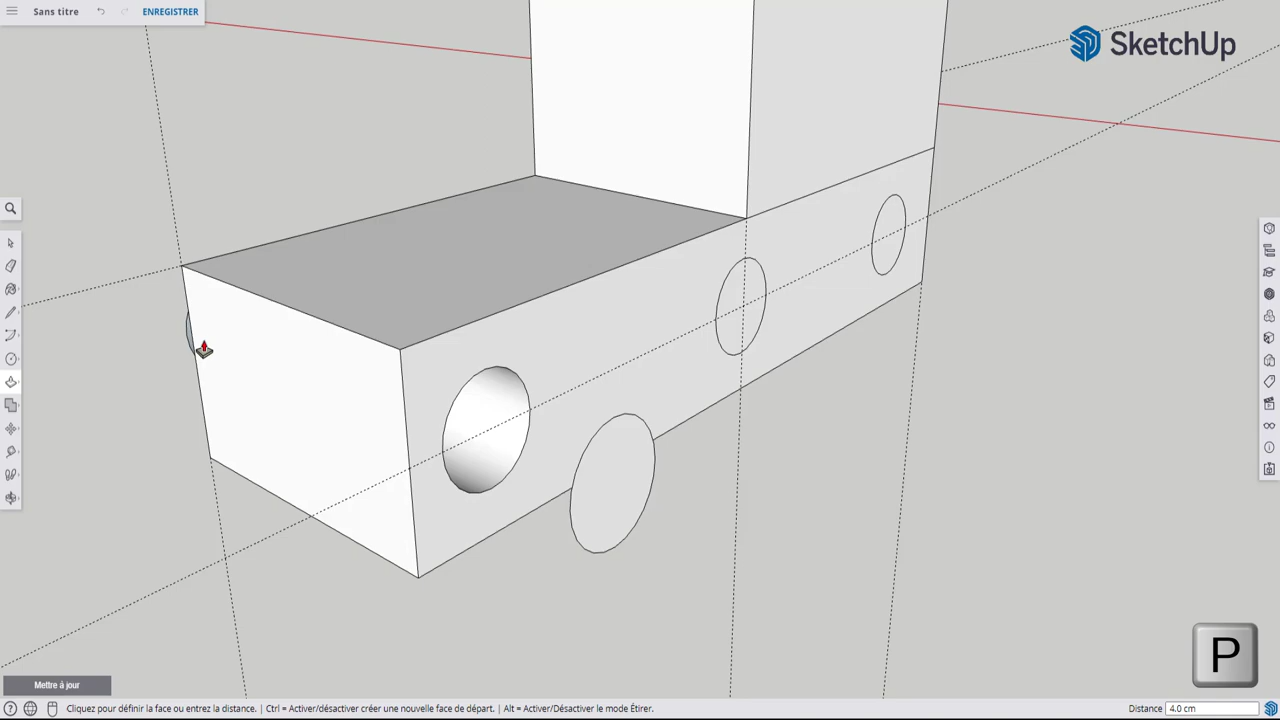 Sans titre
ENREGISTRER
SketchUp
P
Mettre à jour
Cliquez pour définir la face ou entrez la distance. | Ctrl = Activer/désactiver créer une nouvelle face de départ. | Alt = Activer/Désactiver le mode Étirer.
Distance 4.0 cm